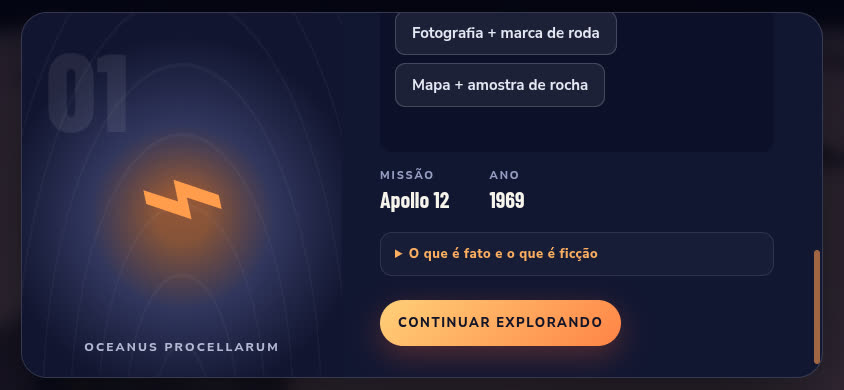 01
Fotografia + marca de roda
Mapa + amostra de rocha
MISSÃO
Apollo 12
ANO
1969
▶ O que é fato e o que é ficção
CONTINUAR EXPLORANDO
OCEANUS PROCELLARUM